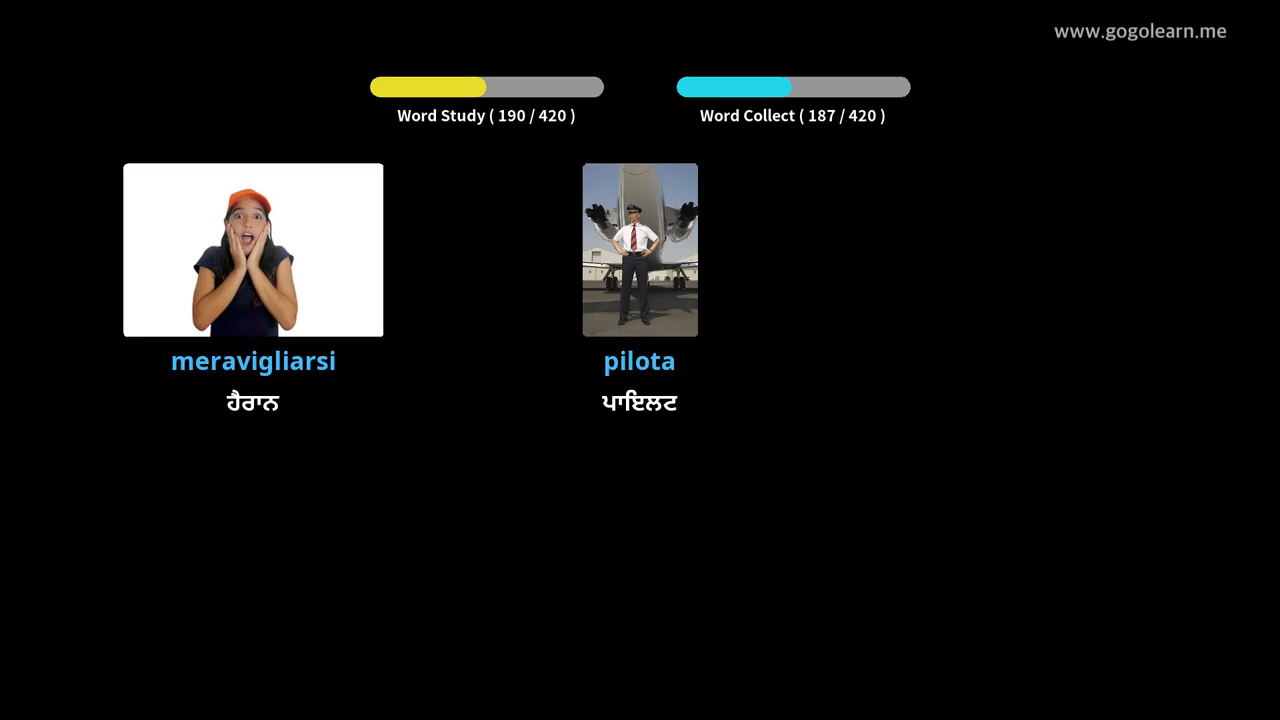 www.gogolearn.me
Word Study ( 190 / 420 )
Word Collect ( 187 / 420 )
meravigliarsi
ਹੈਰਾਨ
pilota
ਪਾਇਲਟ